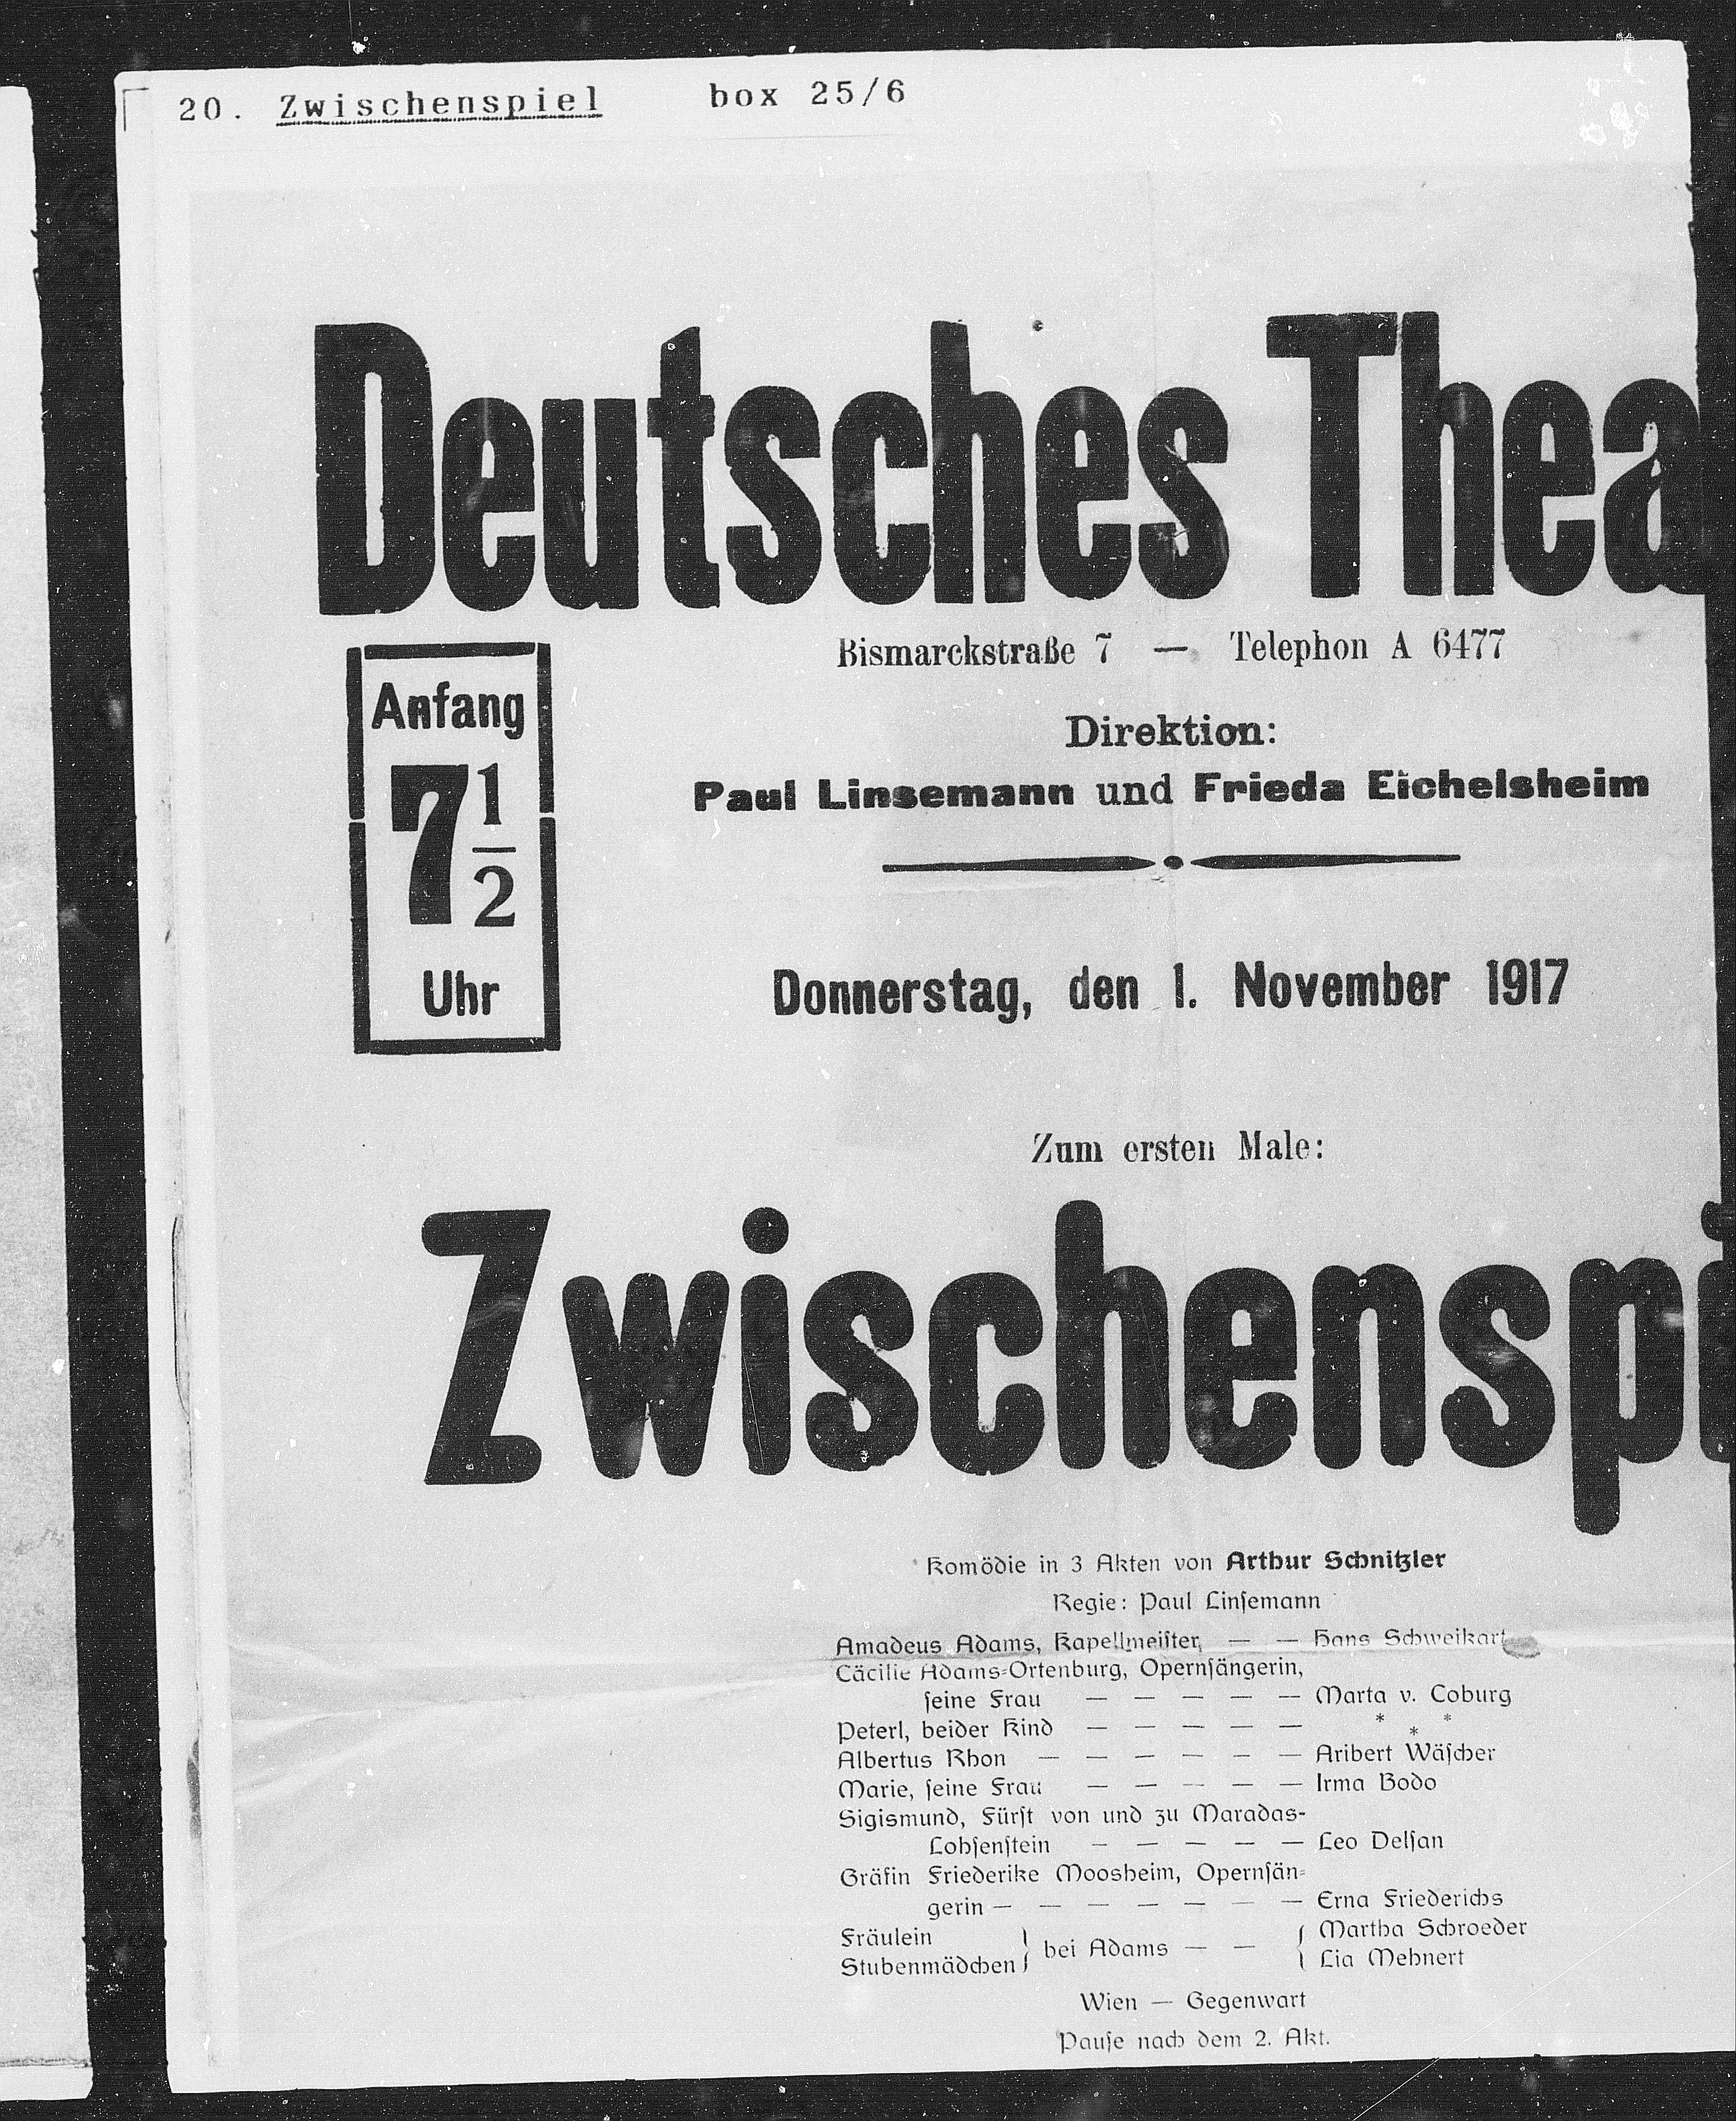 20. Zwischenspiel box 25/6
Deutsches Thea
Bismarckstraße 7 — Telephon A 6477
Anfang
7 1/2
Uhr
Direktion:
Paul Linsemann und Frieda Eichelsheim
Donnerstag, den 1. November 1917
Zum ersten Male:
Zwischenspi
Komödie in 3 Akten von Arthur Schnitzler
Regie: Paul Linſemann
Amadeus Adams, Kapellmeiſter, — — Hans Schweikart
Cäcilie Adams-Ortenburg, Opernſängerin,
ſeine Frau — — — — — Marta v. Coburg
Peterl, beider Kind — — — — — * * *
Albertus Rhon — — — — — — Aribert Wäſcher
Marie, ſeine Frau — — — — — Irma Bodo
Sigismund, Fürſt von und zu Maradas-
Lohſenſtein — — — — — Leo Delſan
Gräfin Friederike Moosheim, Opernſän-
gerin — — — — — — — Erna Friederichs
Fräulein } bei Adams — — { Martha Schroeder
Stubenmädchen } { Lia Mehnert
Wien — Gegenwart
Pauſe nach dem 2. Akt.